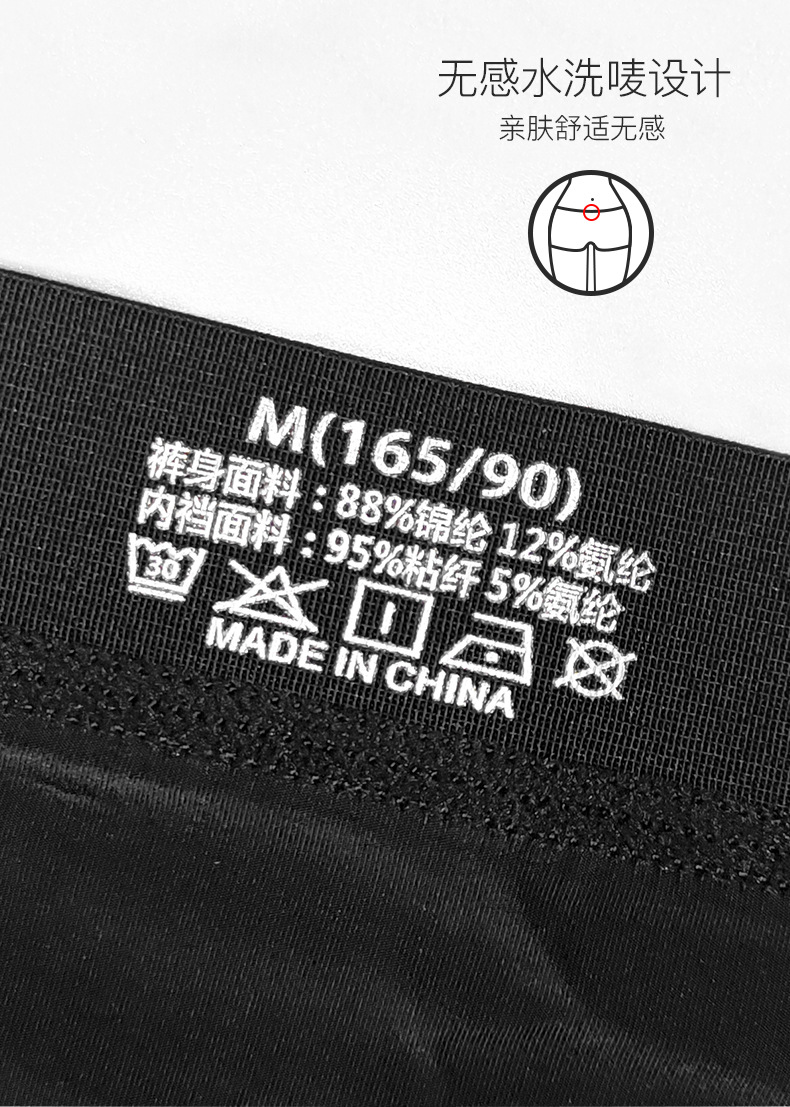 无感水洗唛设计
亲肤舒适无感
M(165/90)
裤身面料：88%锦纶 12%氨纶
内裆面料：95%粘纤 5%氨纶
30
MADE IN CHINA